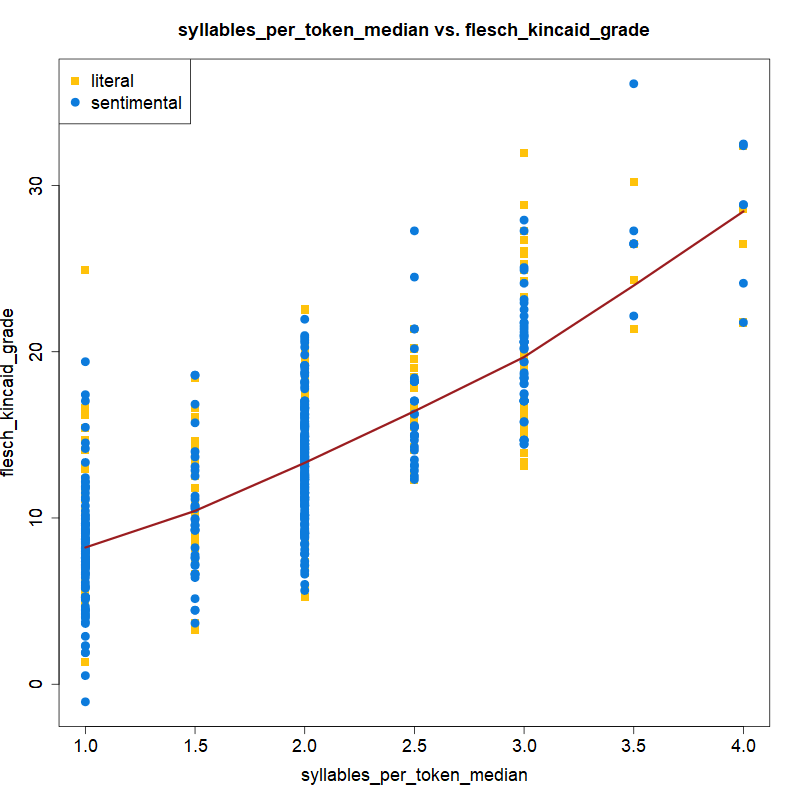 syllables_per_token_median vs. flesch_kincaid_grade
literal
sentimental
flesch_kincaid_grade
30
20
10
0
1.0 1.5 2.0 2.5 3.0 3.5 4.0
syllables_per_token_median